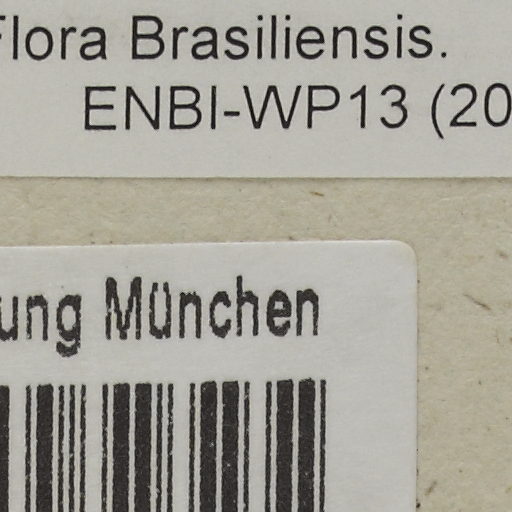 Flora Brasiliensis.
ENBI-WP13 (20
ung München